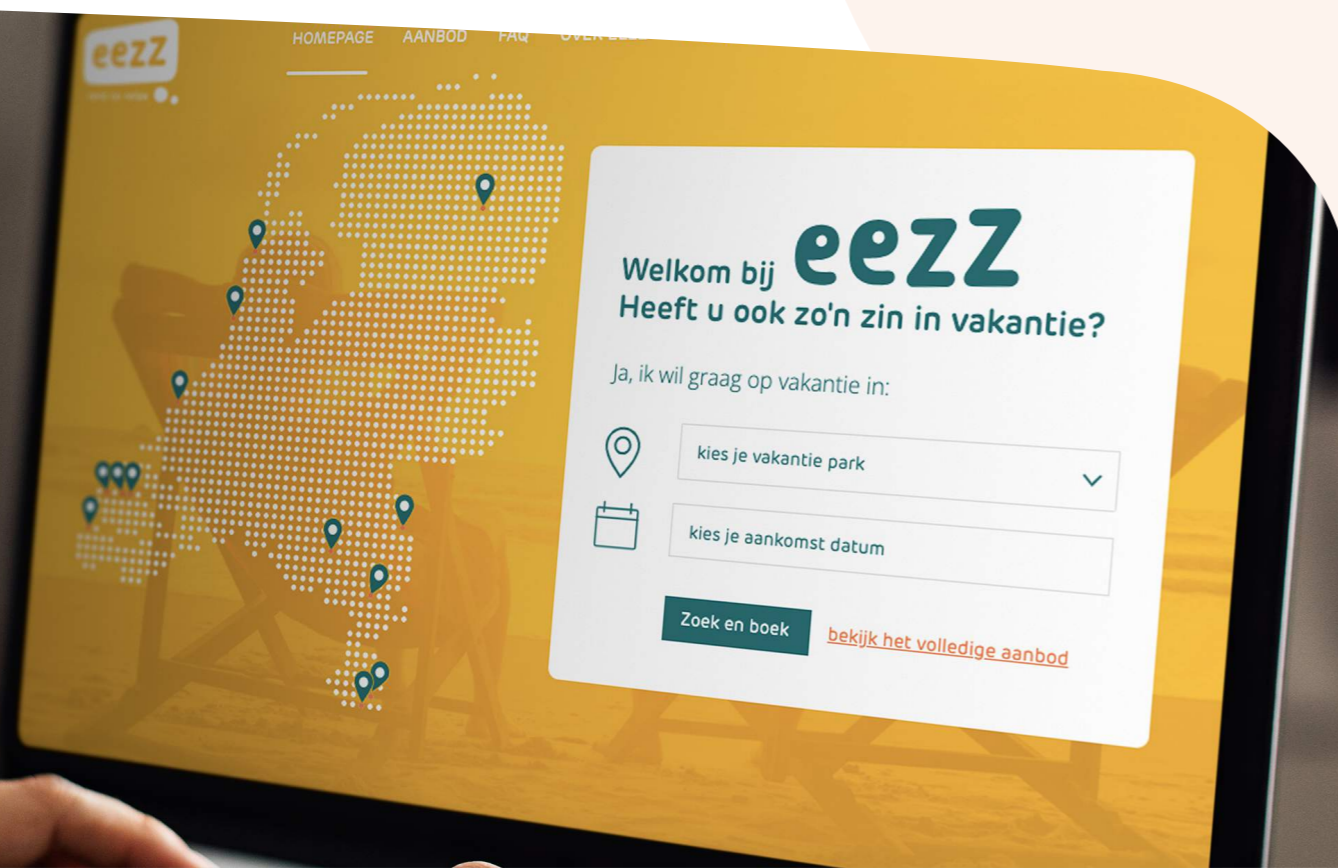 eezz
HOMEPAGE AANBOD FAQ OVER
Welkom bij eezz
Heeft u ook zo'n zin in vakantie?
Ja, ik wil graag op vakantie in:
kies je vakantie park
kies je aankomst datum
Zoek en boek bekijk het volledige aanbod